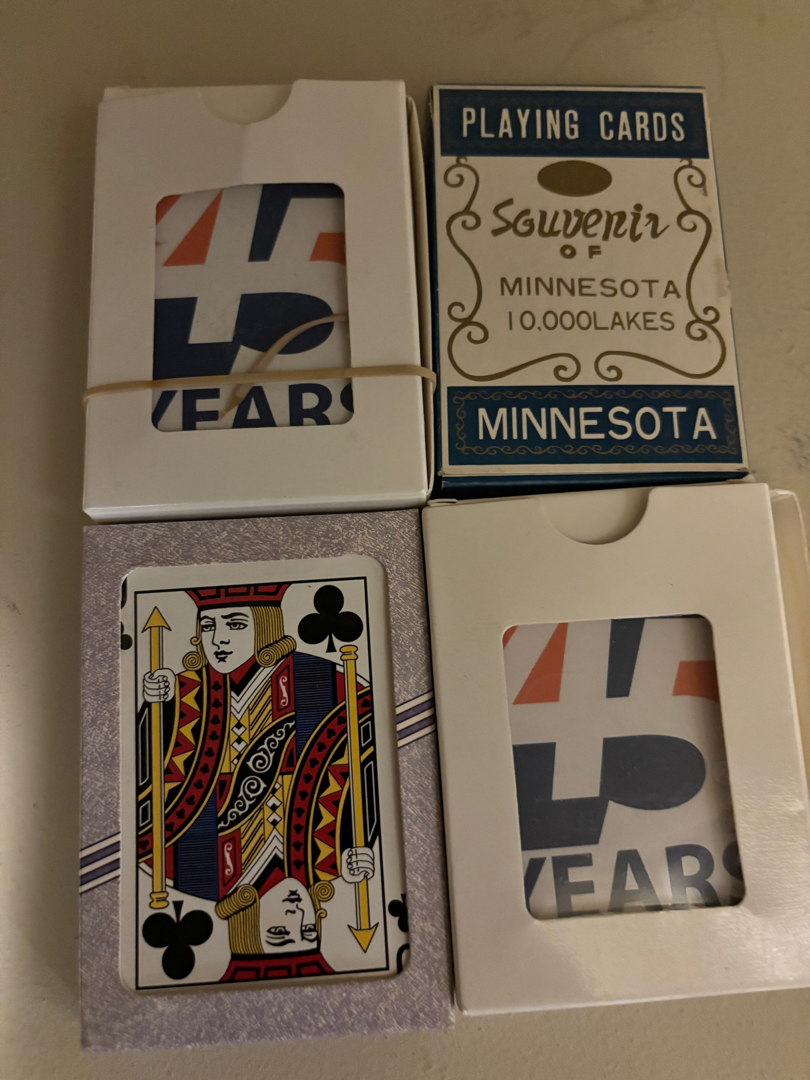 YEARS
PLAYING CARDS
Souvenir
OF
MINNESOTA
10,000LAKES
MINNESOTA
YEARS